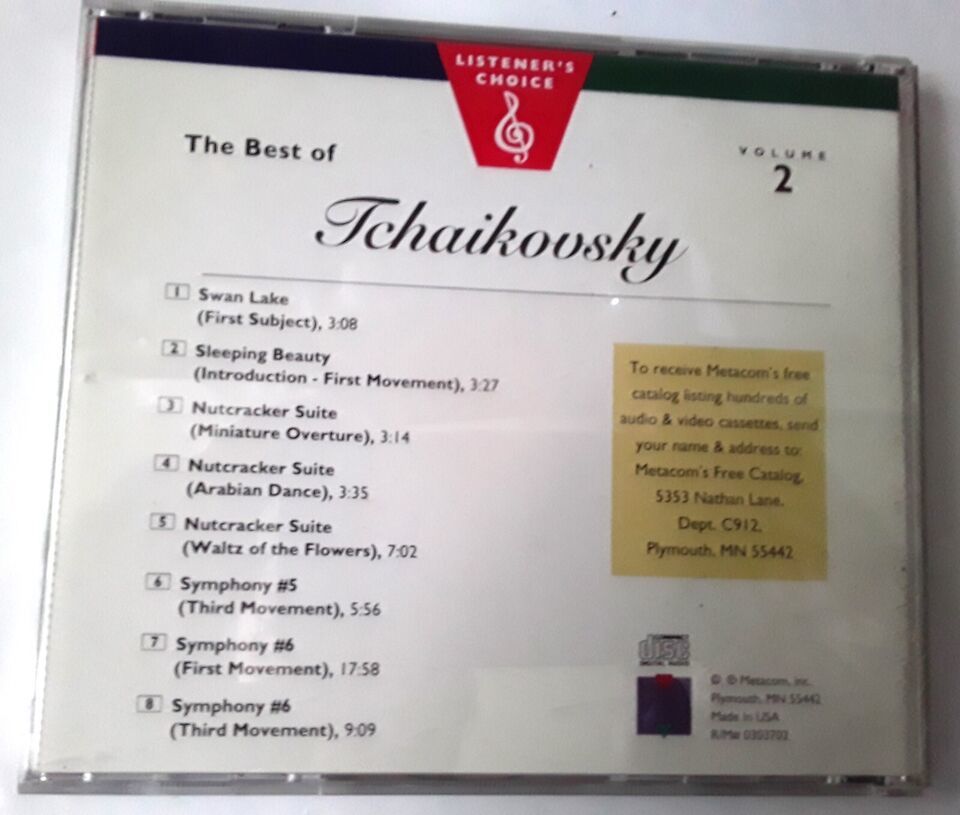 LISTENER'S
CHOICE
The Best of
VOLUME
2
Tchaikovsky
1 Swan Lake
(First Subject), 3:08
2 Sleeping Beauty
(Introduction - First Movement), 3:27
3 Nutcracker Suite
(Miniature Overture), 3:14
4 Nutcracker Suite
(Arabian Dance), 3:35
5 Nutcracker Suite
(Waltz of the Flowers), 7:02
6 Symphony #5
(Third Movement), 5:56
7 Symphony #6
(First Movement), 17:58
8 Symphony #6
(Third Movement), 9:09
To receive Metacom's free
catalog listing hundreds of
audio & video cassettes, send
your name & address to:
Metacom's Free Catalog,
5353 Nathan Lane,
Dept. C912,
Plymouth, MN 55442
disc
DIGITAL AUDIO
© ℗ Metacom, Inc.
Plymouth, MN 55442
Made in USA
0303702